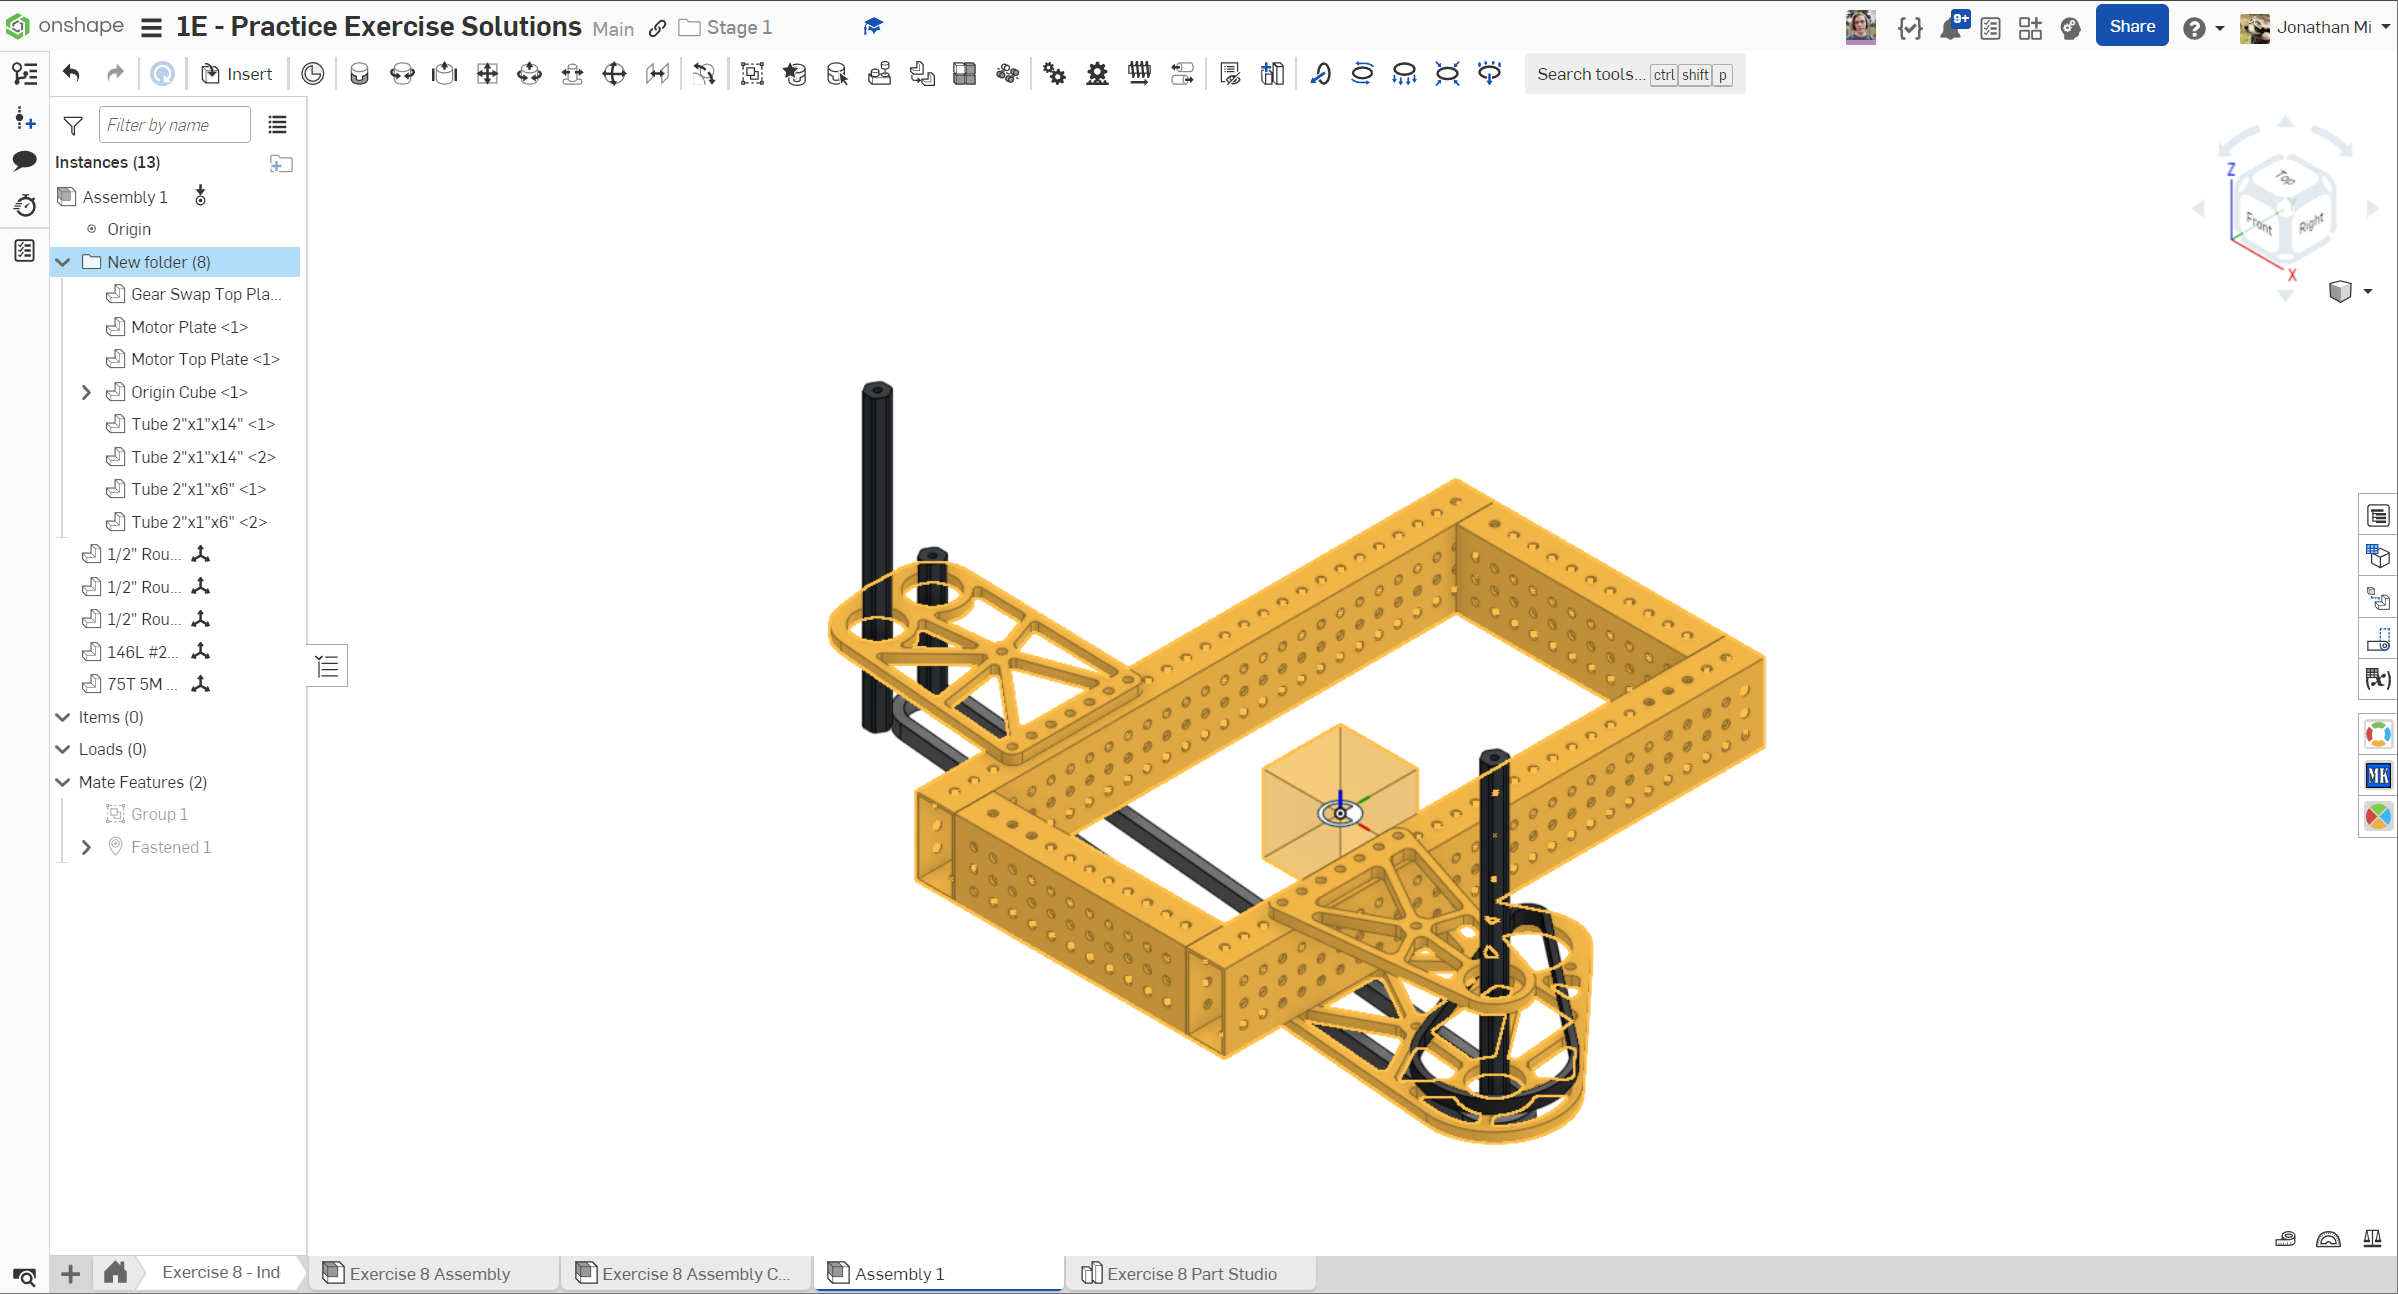 onshape
1E - Practice Exercise Solutions Main Stage 1
9+
Share
Jonathan Mi
Insert
Search tools... ctrl shift p
Filter by name
Instances (13)
Assembly 1
Origin
New folder (8)
Gear Swap Top Pla...
Motor Plate <1>
Motor Top Plate <1>
Origin Cube <1>
Tube 2"x1"x14" <1>
Tube 2"x1"x14" <2>
Tube 2"x1"x6" <1>
Tube 2"x1"x6" <2>
1/2" Rou...
1/2" Rou...
1/2" Rou...
146L #2...
75T 5M ...
Items (0)
Loads (0)
Mate Features (2)
Group 1
Fastened 1
Z
Top
Front
Right
X
(x)
MK
Exercise 8 - Ind
Exercise 8 Assembly
Exercise 8 Assembly C...
Assembly 1
Exercise 8 Part Studio